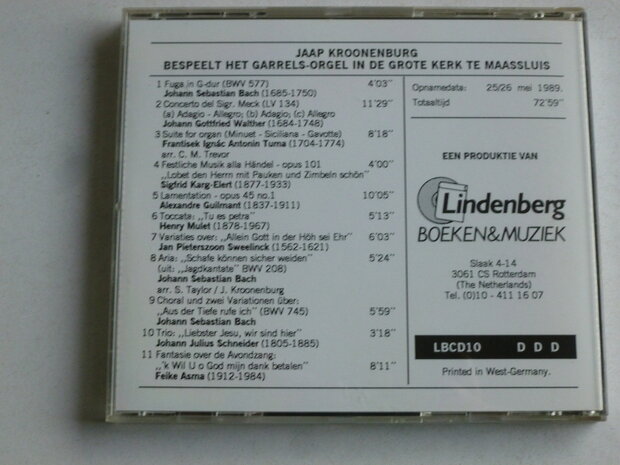 JAAP KROONENBURG
BESPEELT HET GARRELS-ORGEL IN DE GROTE KERK TE MAASSLUIS
1 Fuga in G-dur (BWV 577) 4'03''
Johann Sebastian Bach (1685-1750)
2 Concerto del Sigr. Meck (LV 134) 11'29''
(a) Adagio - Allegro; (b) Adagio; (c) Allegro
Johann Gottfried Walther (1684-1748)
3 Suite for organ (Minuet - Siciliana - Gavotte) 8'18''
Frantisek Ignác Antonin Tuma (1704-1774)
arr. C. M. Trevor
4 Festliche Musik alla Händel - opus 101 4'00''
,,Lobet den Herrn mit Pauken und Zimbeln schön''
Sigfrid Karg-Elert (1877-1933)
5 Lamentation - opus 45 no.1 10'05''
Alexandre Guilmant (1837-1911)
6 Toccata: ,,Tu es petra'' 5'13''
Henry Mulet (1878-1967)
7 Variaties over: ,,Allein Gott in der Höh sei Ehr'' 6'03''
Jan Pieterszoon Sweelinck (1562-1621)
8 Aria: ,,Schafe können sicher weiden'' 5'24''
(uit: ,,Jagdkantate'' BWV 208)
Johann Sebastian Bach
arr. S. Taylor / J. Kroonenburg
9 Choral und zwei Variationen über:
,,Aus der Tiefe rufe ich'' (BWV 745) 5'59''
Johann Sebastian Bach
10 Trio: ,,Liebster Jesu, wir sind hier'' 3'18''
Johann Julius Schneider (1805-1885)
11 Fantasie over de Avondzang:
,,'k Wil U o God mijn dank betalen'' 8'11''
Feike Asma (1912-1984)
Opnamedata: 25/26 mei 1989.
Totaaltijd 72'59''
EEN PRODUKTIE VAN
Lindenberg
BOEKEN&MUZIEK
Slaak 4-14
3061 CS Rotterdam
(The Netherlands)
Tel. (0)10 - 411 16 07
LBCD10 D D D
Printed in West-Germany.